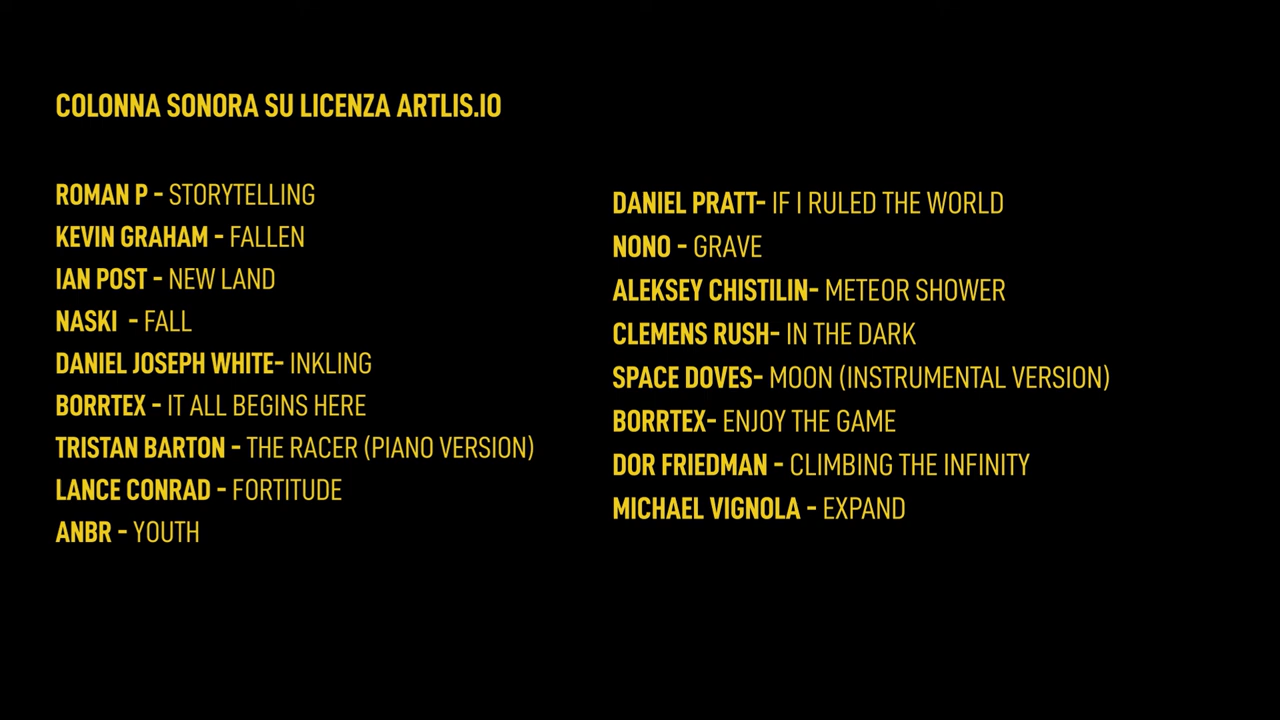 COLONNA SONORA SU LICENZA ARTLIS.IO
ROMAN P - STORYTELLING
KEVIN GRAHAM - FALLEN
IAN POST - NEW LAND
NASKI - FALL
DANIEL JOSEPH WHITE- INKLING
BORRTEX - IT ALL BEGINS HERE
TRISTAN BARTON - THE RACER (PIANO VERSION)
LANCE CONRAD - FORTITUDE
ANBR - YOUTH
DANIEL PRATT- IF I RULED THE WORLD
NONO - GRAVE
ALEKSEY CHISTILIN- METEOR SHOWER
CLEMENS RUSH- IN THE DARK
SPACE DOVES- MOON (INSTRUMENTAL VERSION)
BORRTEX- ENJOY THE GAME
DOR FRIEDMAN - CLIMBING THE INFINITY
MICHAEL VIGNOLA - EXPAND